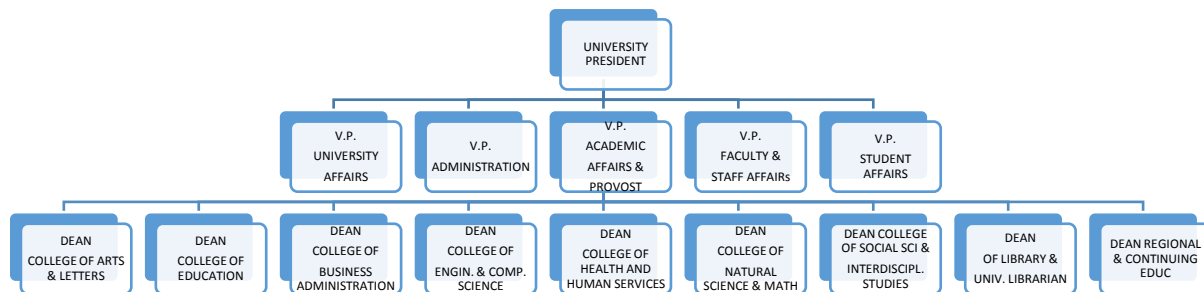 UNIVERSITY
PRESIDENT
V.P.
UNIVERSITY
AFFAIRS
V.P.
ADMINISTRATION
V.P.
ACADEMIC
AFFAIRS &
PROVOST
V.P.
FACULTY &
STAFF AFFAIRs
V.P.
STUDENT
AFFAIRS
DEAN
COLLEGE OF ARTS
& LETTERS
DEAN
COLLEGE OF
EDUCATION
DEAN
COLLEGE OF
BUSINESS
ADMINISTRATION
DEAN
COLLEGE OF
ENGIN. & COMP.
SCIENCE
DEAN
COLLEGE OF
HEALTH AND
HUMAN SERVICES
DEAN
COLLEGE OF
NATURAL
SCIENCE & MATH
DEAN COLLEGE
OF SOCIAL SCI &
INTERDISCIPL.
STUDIES
DEAN
OF LIBRARY &
UNIV. LIBRARIAN
DEAN REGIONAL
& CONTINUING
EDUC